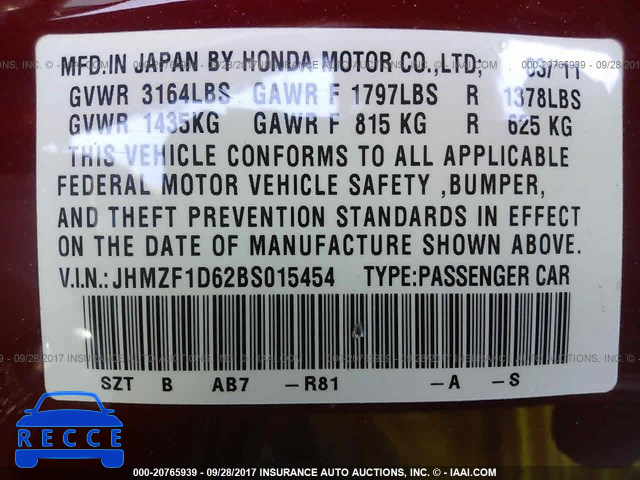 MFD.IN JAPAN BY HONDA MOTOR CO.,LTD; 03/11
GVWR 3164LBS GAWR F 1797LBS R 1378LBS
GVWR 1435KG GAWR F 815 KG R 625 KG
THIS VEHICLE CONFORMS TO ALL APPLICABLE
FEDERAL MOTOR VEHICLE SAFETY ,BUMPER,
AND THEFT PREVENTION STANDARDS IN EFFECT
ON THE DATE OF MANUFACTURE SHOWN ABOVE.
V.I.N.: JHMZF1D62BS015454 TYPE:PASSENGER CAR
SZT B AB7 -R81 -A -S
RECCE
000-20765939 - 09/28/2017 INSURANCE AUTO AUCTIONS, INC. - © - IAAI.COM